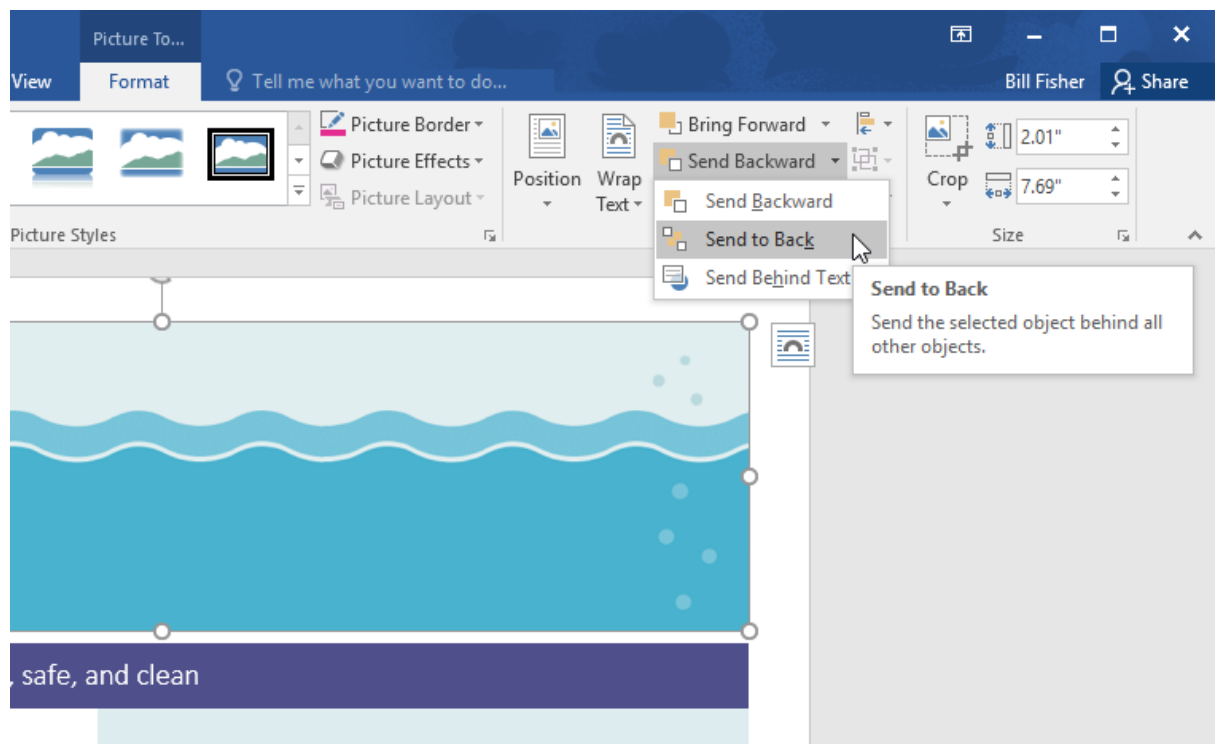 Picture To...
View
Format
Tell me what you want to do...
Bill Fisher
Share
Picture Border
Picture Effects
Picture Layout
Position
Wrap
Text
Bring Forward
Send Backward
Crop
2.01"
7.69"
Picture Styles
Size
Send Backward
Send to Back
Send Behind Text
Send to Back
Send the selected object behind all
other objects.
, safe, and clean